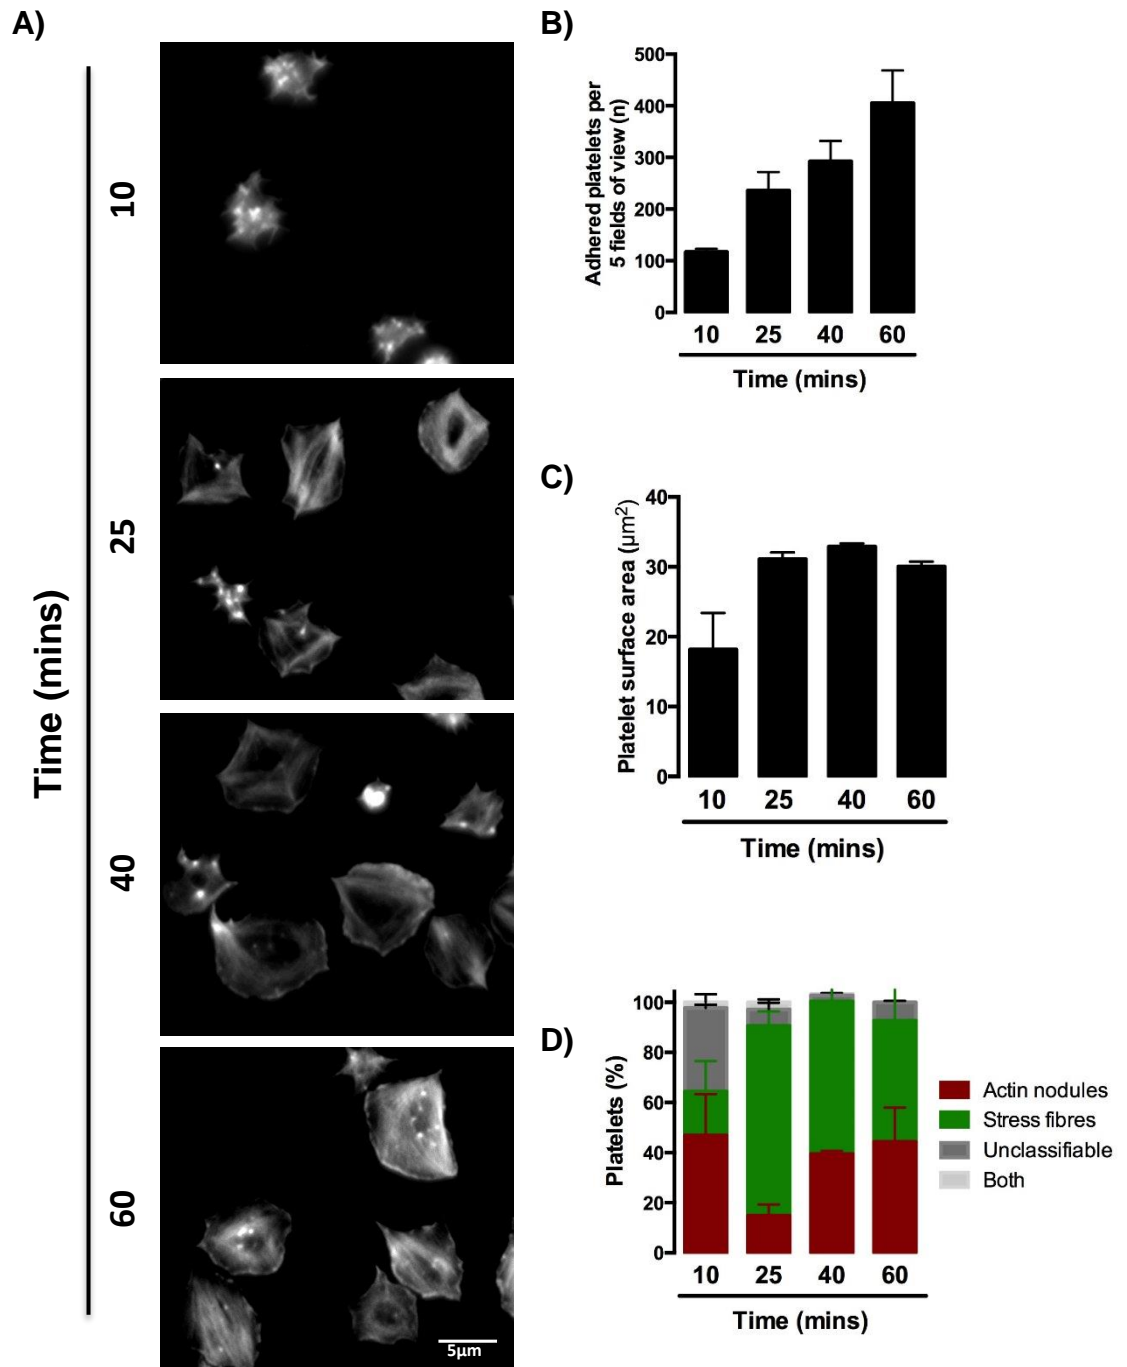 A)
Time (mins)
10
25
40
60
5µm
B)
Adhered platelets per
5 fields of view (n)
500
400
300
200
100
0
10 25 40 60
Time (mins)
C)
Platelet surface area (µm²)
40
30
20
10
0
10 25 40 60
Time (mins)
D)
Platelets (%)
100
80
60
40
20
0
10 25 40 60
Time (mins)
Actin nodules
Stress fibres
Unclassifiable
Both